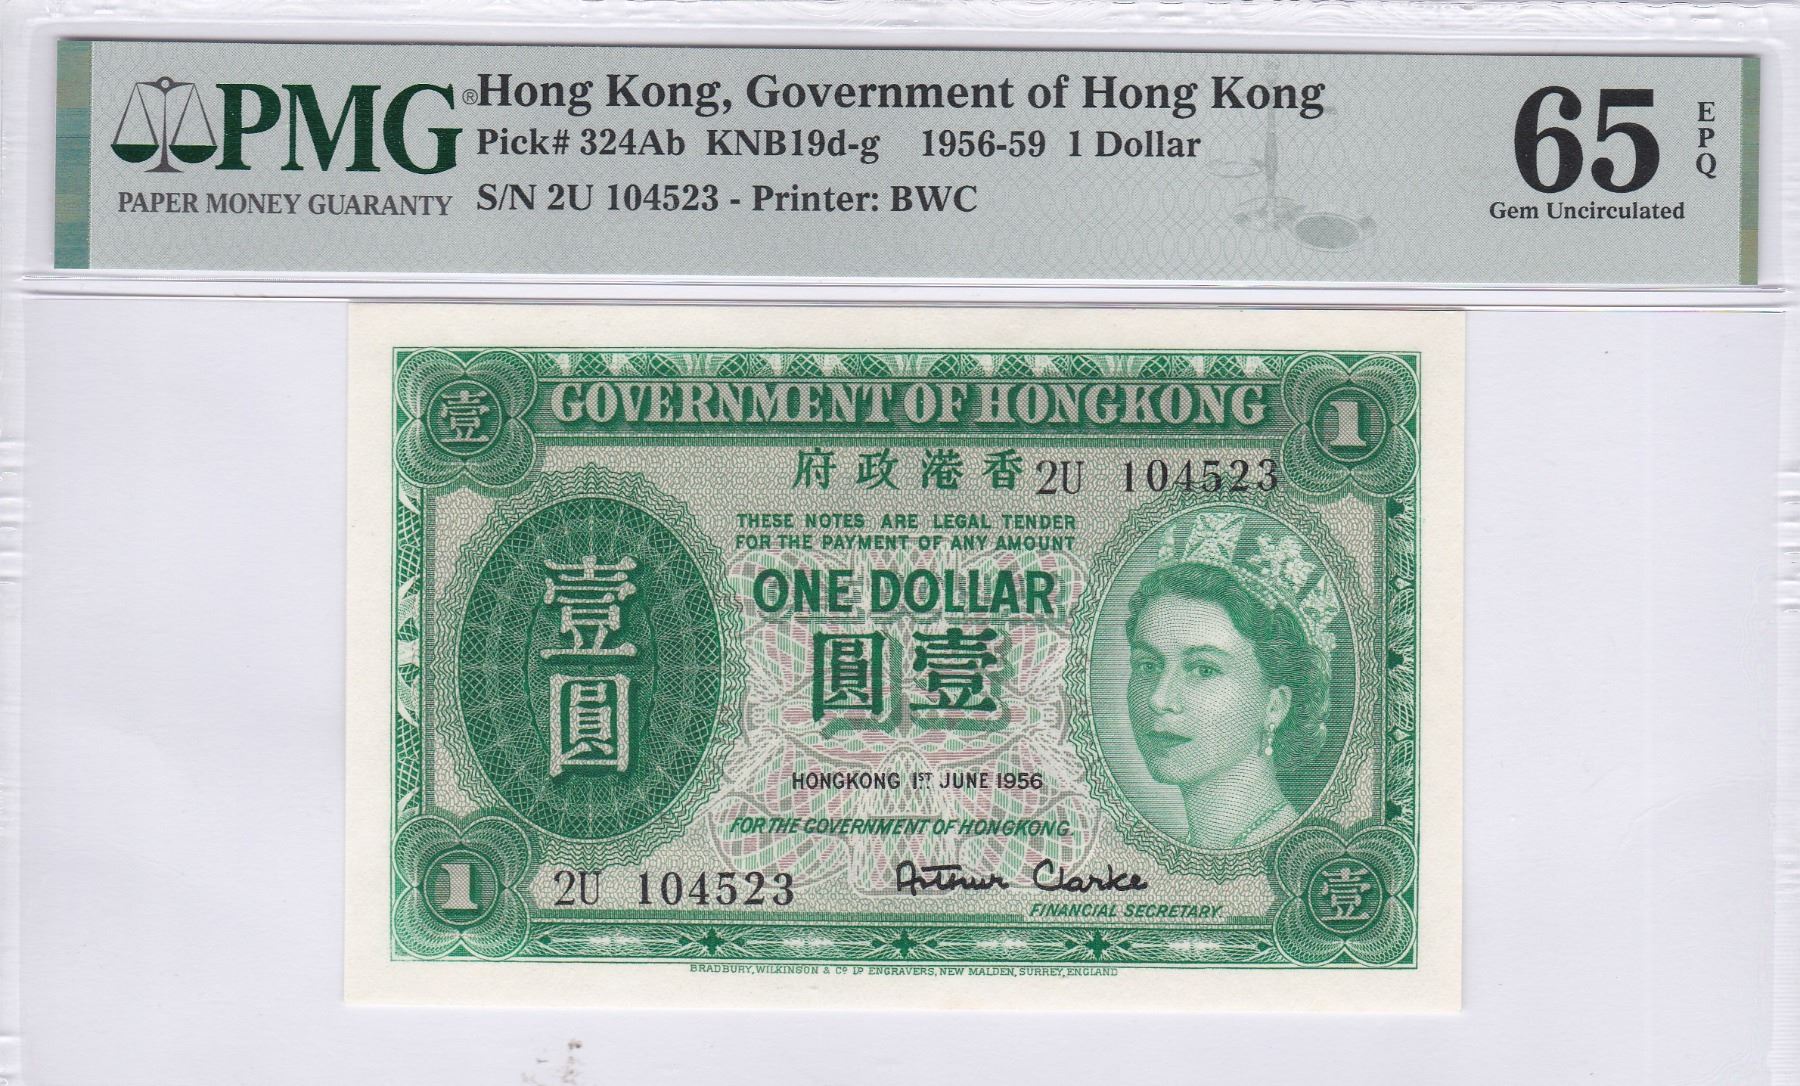 PMG®
PAPER MONEY GUARANTY
Hong Kong, Government of Hong Kong
Pick# 324Ab KNB19d-g 1956-59 1 Dollar
S/N 2U 104523 - Printer: BWC
65 EPQ
Gem Uncirculated
壹 GOVERNMENT OF HONGKONG 1
府政港香 2U 104523
THESE NOTES ARE LEGAL TENDER
FOR THE PAYMENT OF ANY AMOUNT
ONE DOLLAR
壹圓
圓壹
HONGKONG 1ST JUNE 1956
FOR THE GOVERNMENT OF HONGKONG.
1 2U 104523 Arthur Clarke 壹
FINANCIAL SECRETARY.
BRADBURY, WILKINSON & Co LD ENGRAVERS, NEW MALDEN, SURREY, ENGLAND